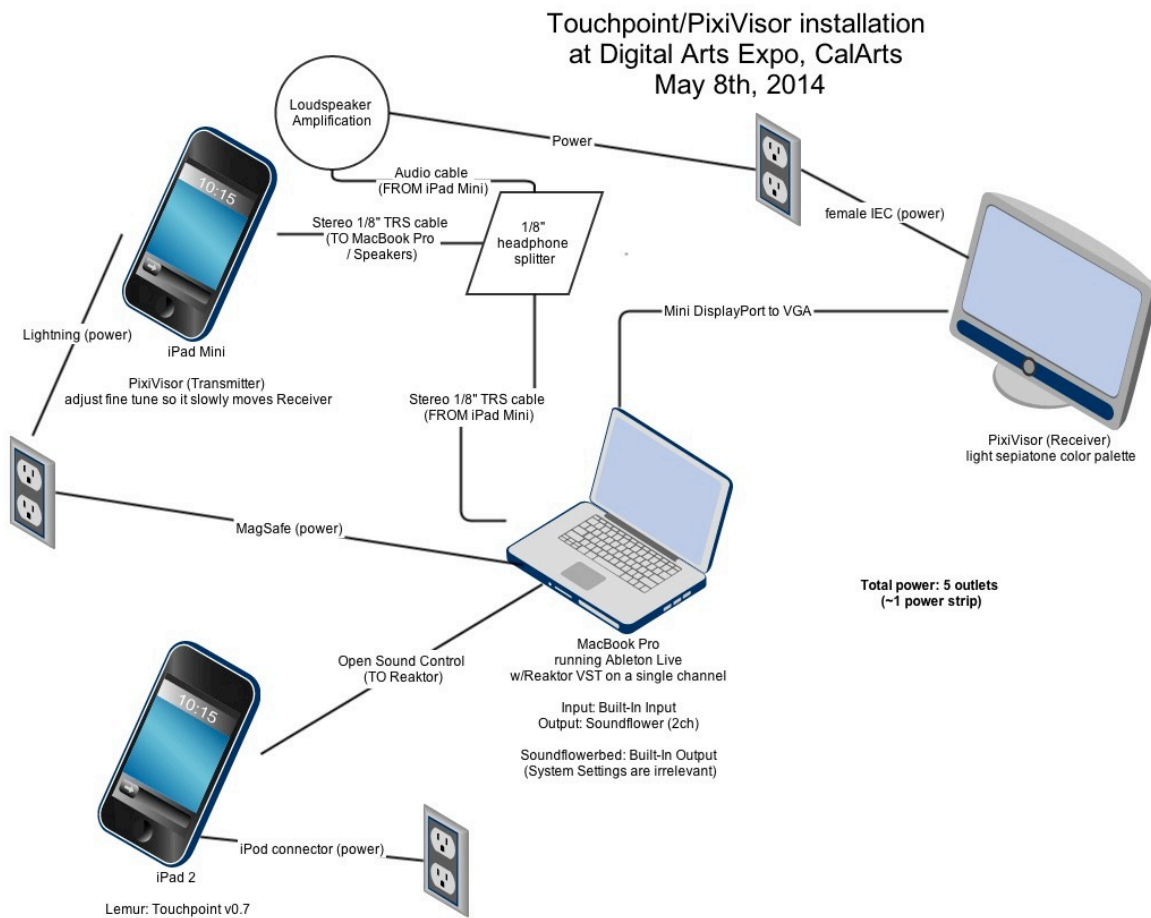 Touchpoint/PixiVisor installation
at Digital Arts Expo, CalArts
May 8th, 2014
Loudspeaker
Amplification
Power
10:15
Audio cable
(FROM iPad Mini)
Stereo 1/8" TRS cable
(TO MacBook Pro
/ Speakers)
1/8"
headphone
splitter
female IEC (power)
Mini DisplayPort to VGA
Lightning (power)
iPad Mini
PixiVisor (Transmitter)
adjust fine tune so it slowly moves Receiver
Stereo 1/8" TRS cable
(FROM iPad Mini)
PixiVisor (Receiver)
light sepiatone color palette
MagSafe (power)
Total power: 5 outlets
(~1 power strip)
MacBook Pro
running Ableton Live
w/Reaktor VST on a single channel
Input: Built-In Input
Output: Soundflower (2ch)
Soundflowerbed: Built-In Output
(System Settings are irrelevant)
Open Sound Control
(TO Reaktor)
10:15
iPod connector (power)
iPad 2
Lemur: Touchpoint v0.7